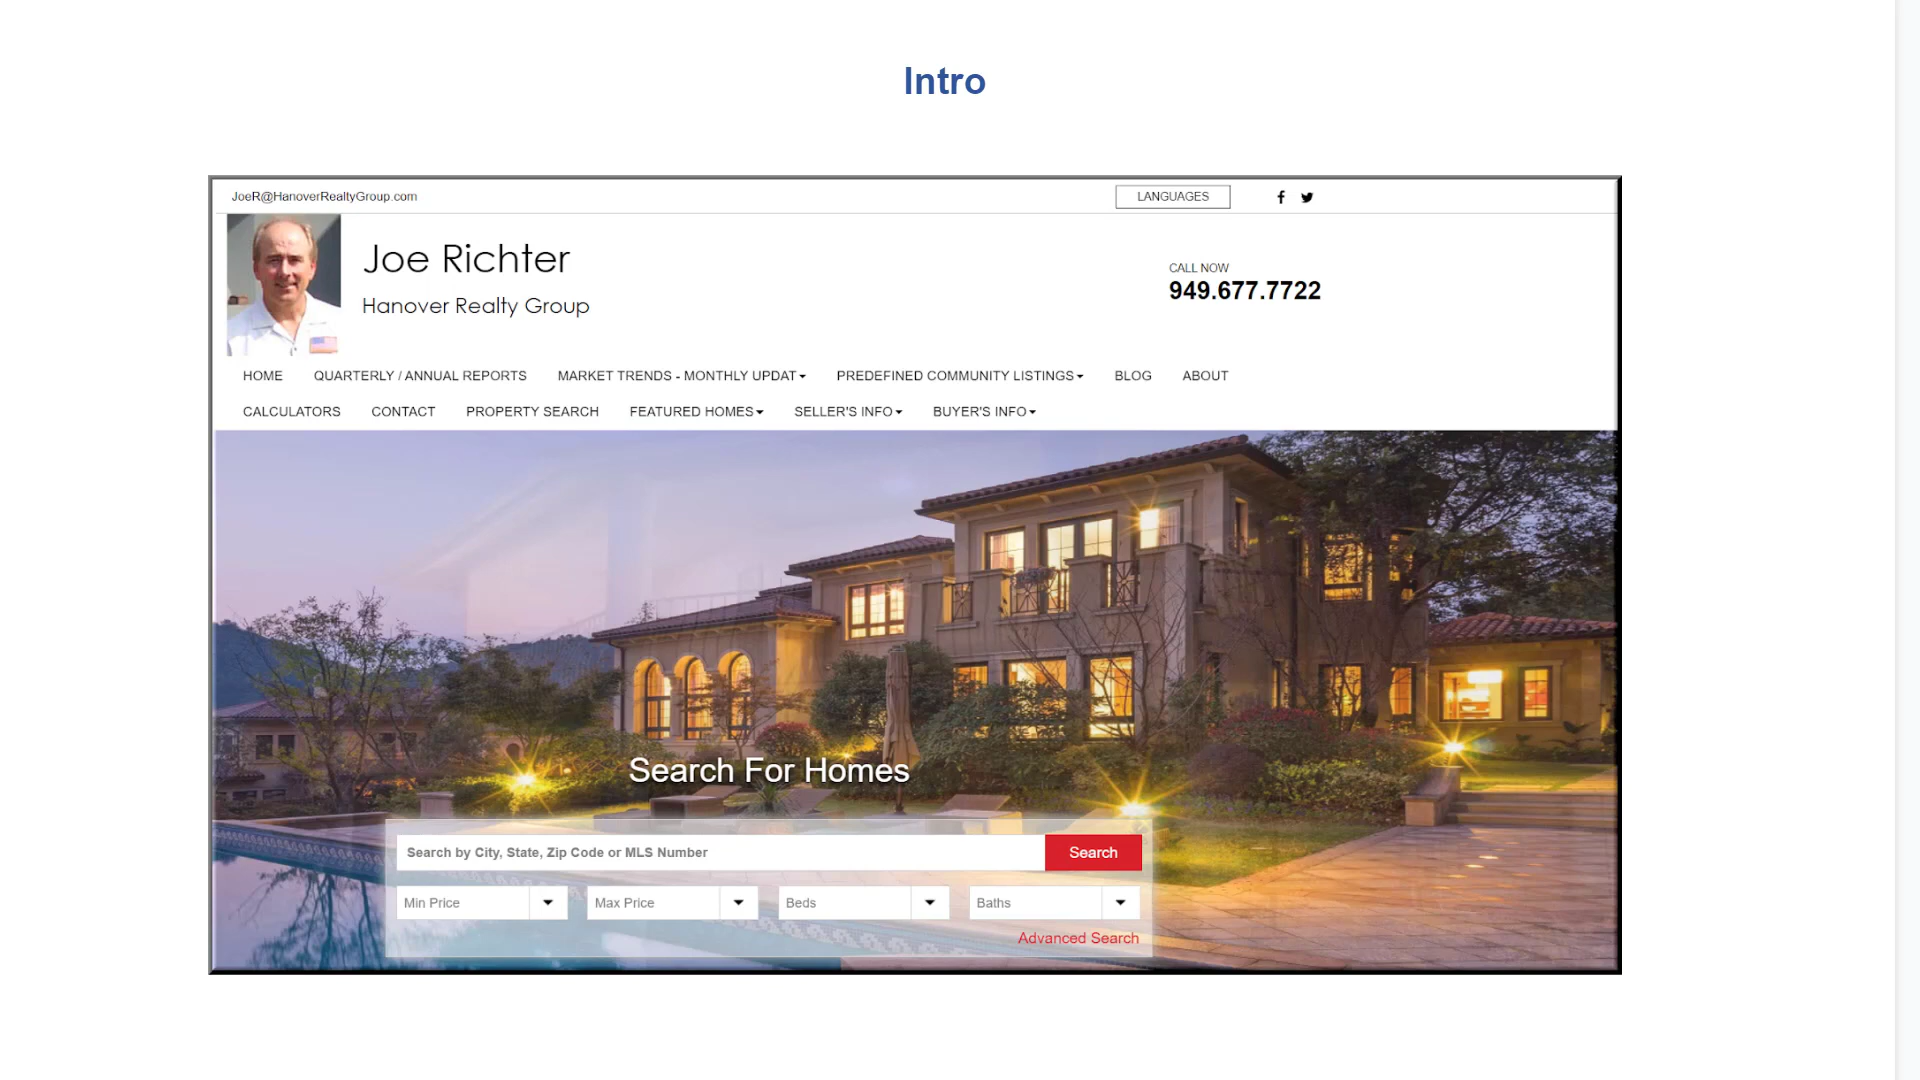 Intro
JoeR@HanoverRealtyGroup.com
LANGUAGES
Joe Richter
Hanover Realty Group
CALL NOW
949.677.7722
HOME QUARTERLY / ANNUAL REPORTS MARKET TRENDS - MONTHLY UPDAT PREDEFINED COMMUNITY LISTINGS BLOG ABOUT
CALCULATORS CONTACT PROPERTY SEARCH FEATURED HOMES SELLER'S INFO BUYER'S INFO
Search For Homes
Search by City, State, Zip Code or MLS Number Search
Min Price Max Price Beds Baths
Advanced Search